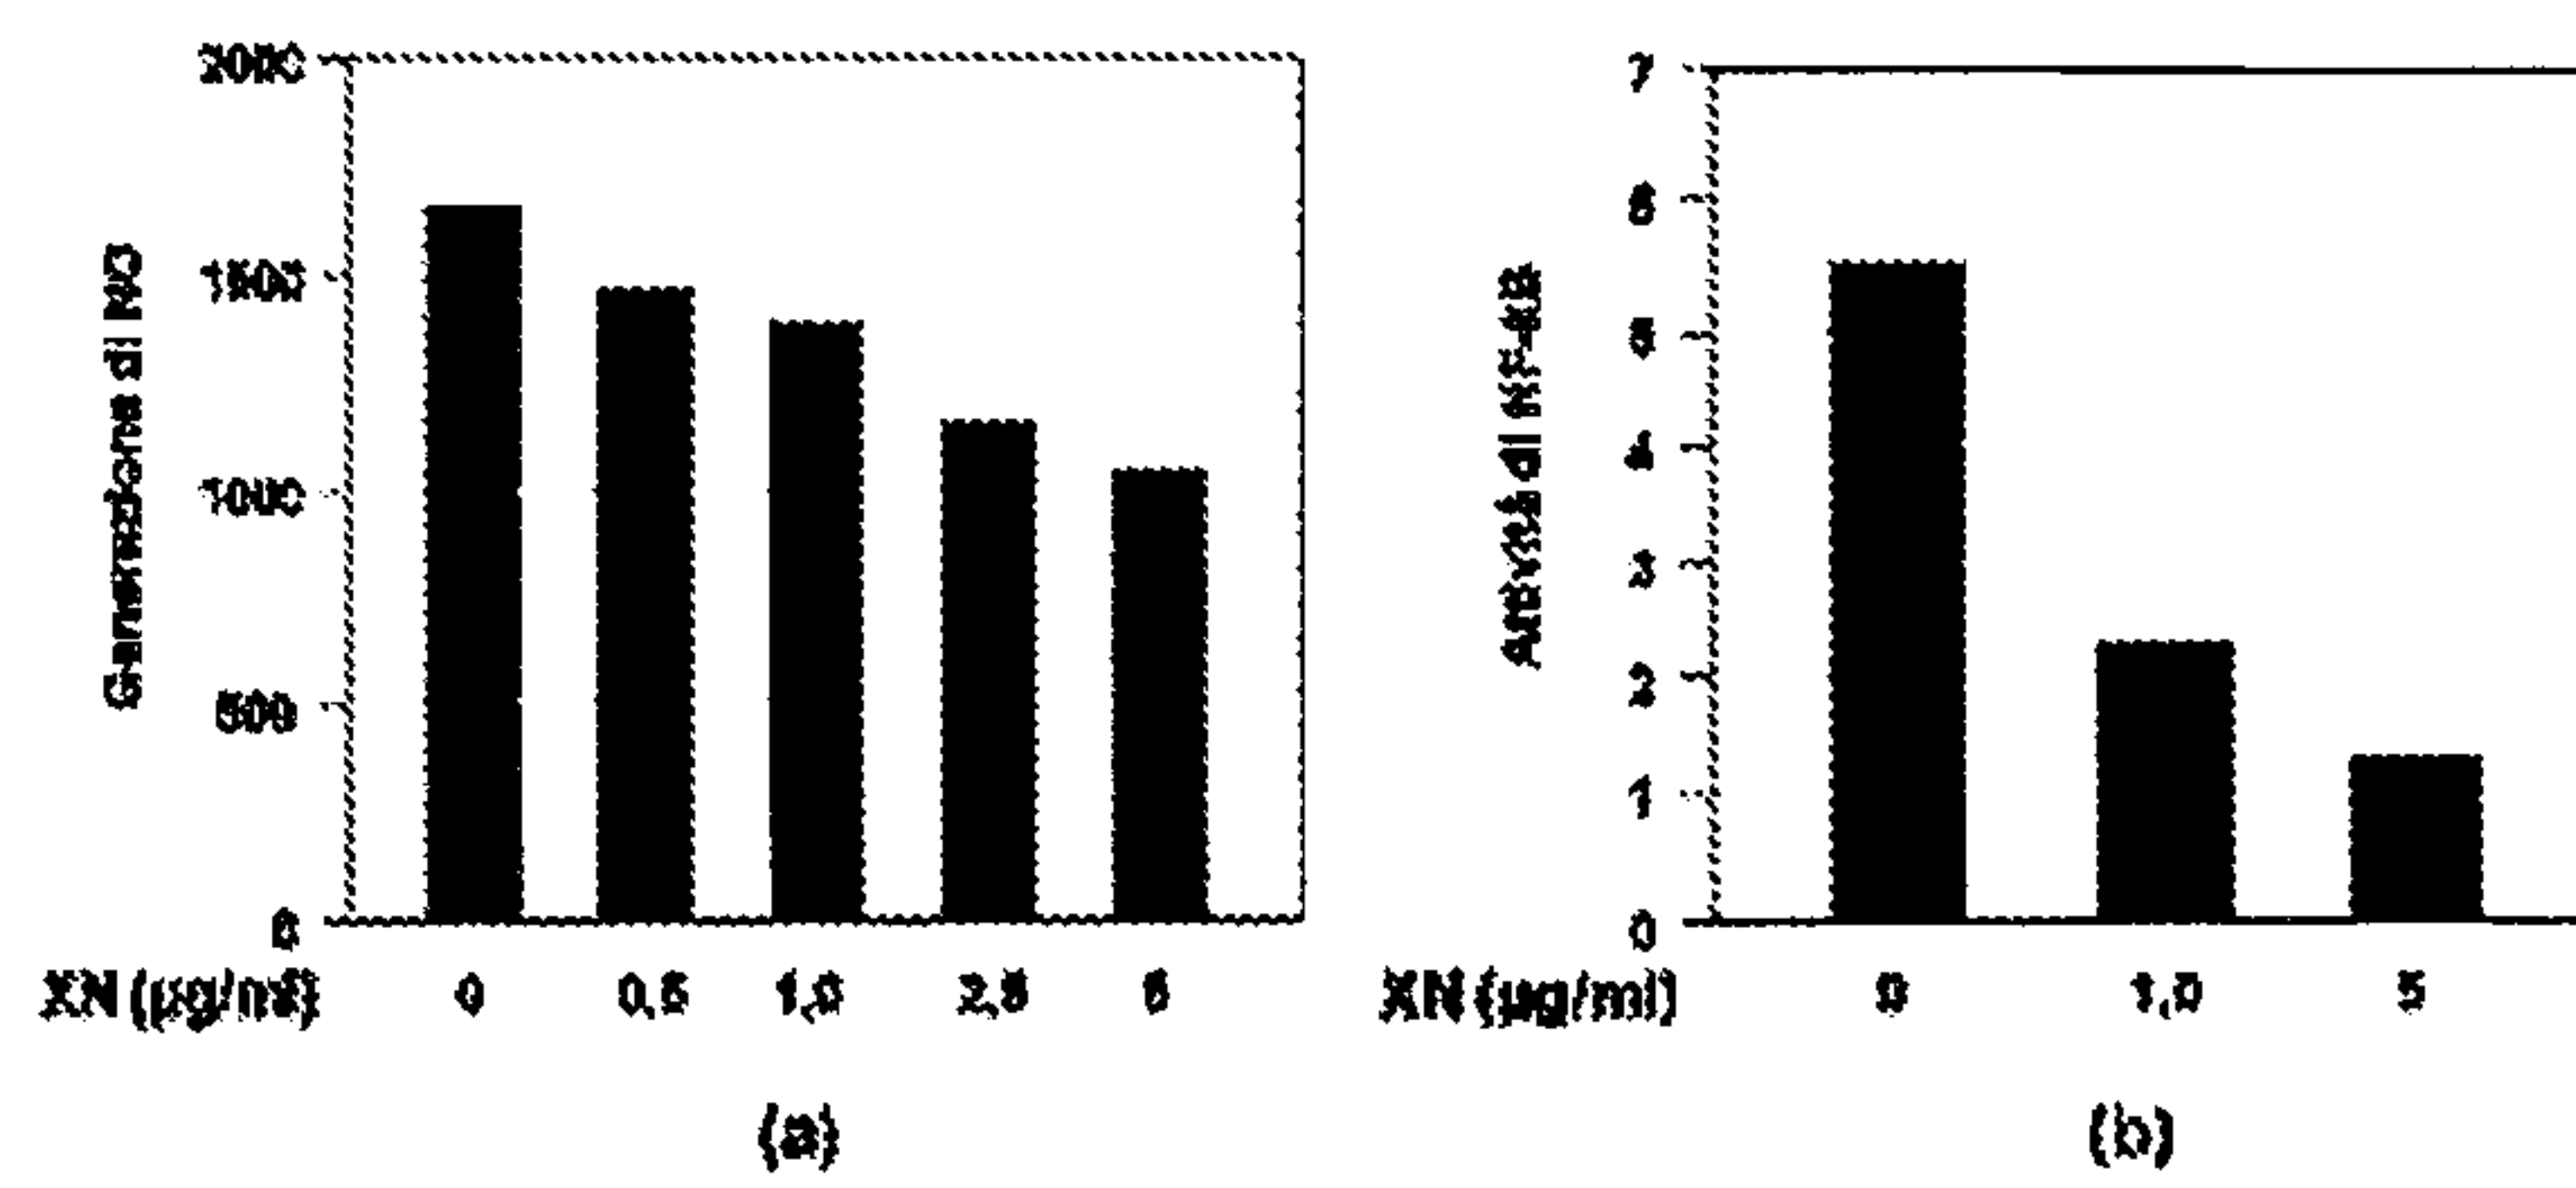 Generazione di NO
2000
1500
1000
500
0
XN (µg/ml) 0 0,5 1,0 2,5 5
(a)
Attività di NF-κB
7
6
5
4
3
2
1
0
XN (µg/ml) 0 1,0 5
(b)